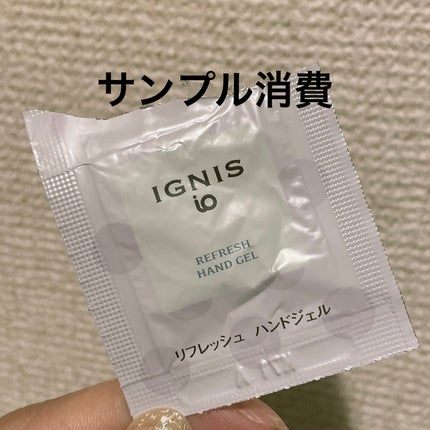 サンプル消費
IGNIS
io
REFRESH
HAND GEL
リフレッシュ ハンドジェル